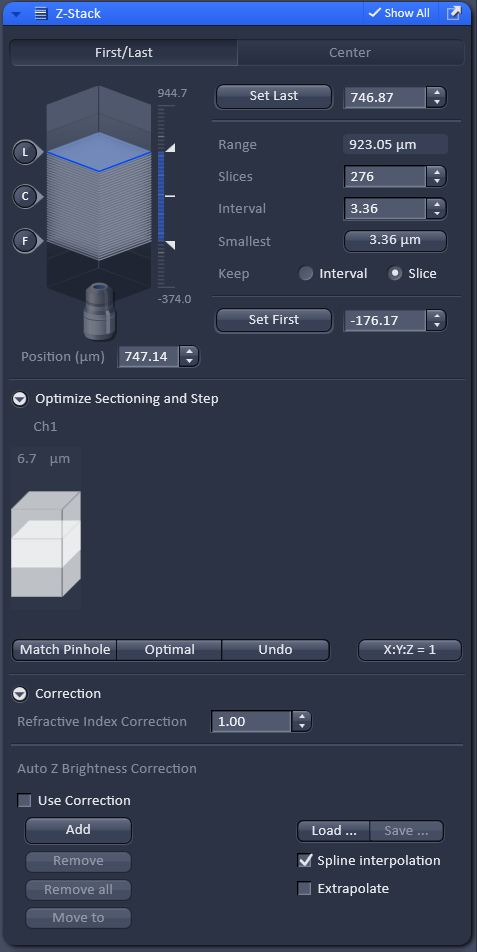 Z-Stack Show All
First/Last Center
944.7
Set Last 746.87
L
Range 923.05 µm
Slices 276
C
Interval 3.36
F
Smallest 3.36 µm
Keep Interval Slice
-374.0
Set First -176.17
Position (µm) 747.14
Optimize Sectioning and Step
Ch1
6.7 µm
Match Pinhole Optimal Undo X:Y:Z = 1
Correction
Refractive Index Correction 1.00
Auto Z Brightness Correction
Use Correction
Add Load ... Save ...
Remove Spline interpolation
Remove all Extrapolate
Move to